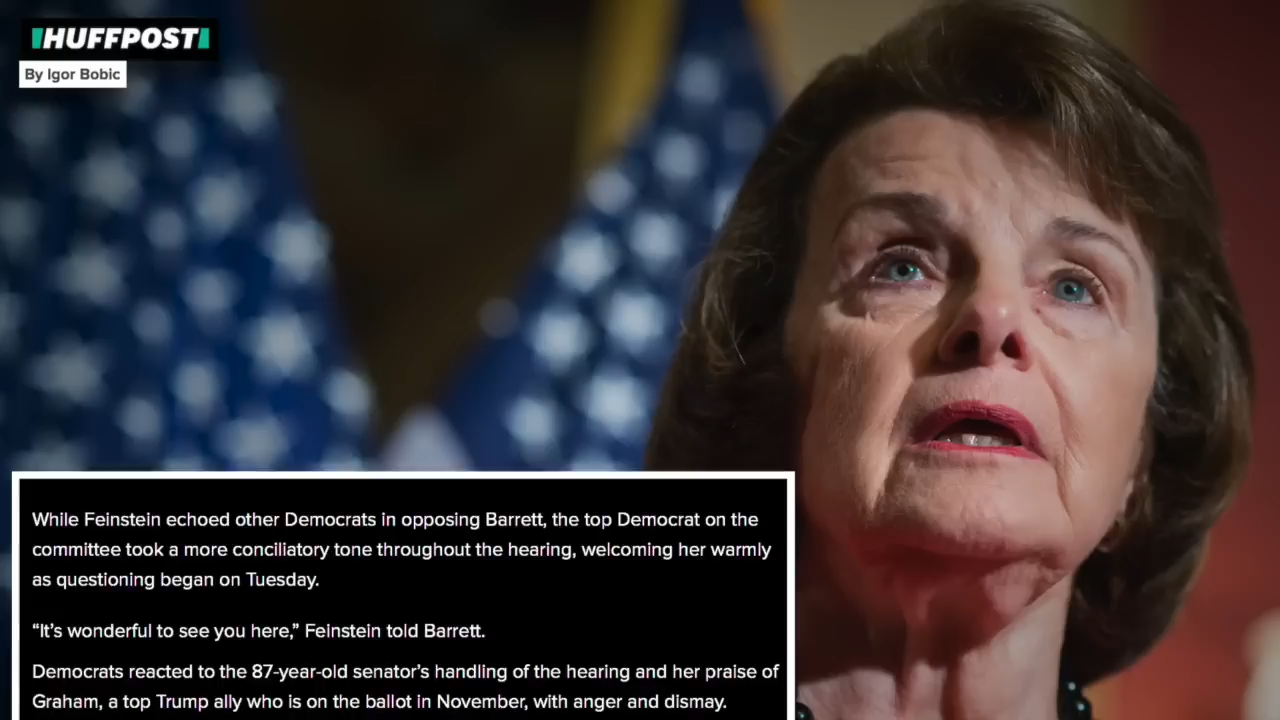 HUFFPOST
By Igor Bobic
While Feinstein echoed other Democrats in opposing Barrett, the top Democrat on the
committee took a more conciliatory tone throughout the hearing, welcoming her warmly
as questioning began on Tuesday.
“It’s wonderful to see you here,” Feinstein told Barrett.
Democrats reacted to the 87-year-old senator’s handling of the hearing and her praise of
Graham, a top Trump ally who is on the ballot in November, with anger and dismay.